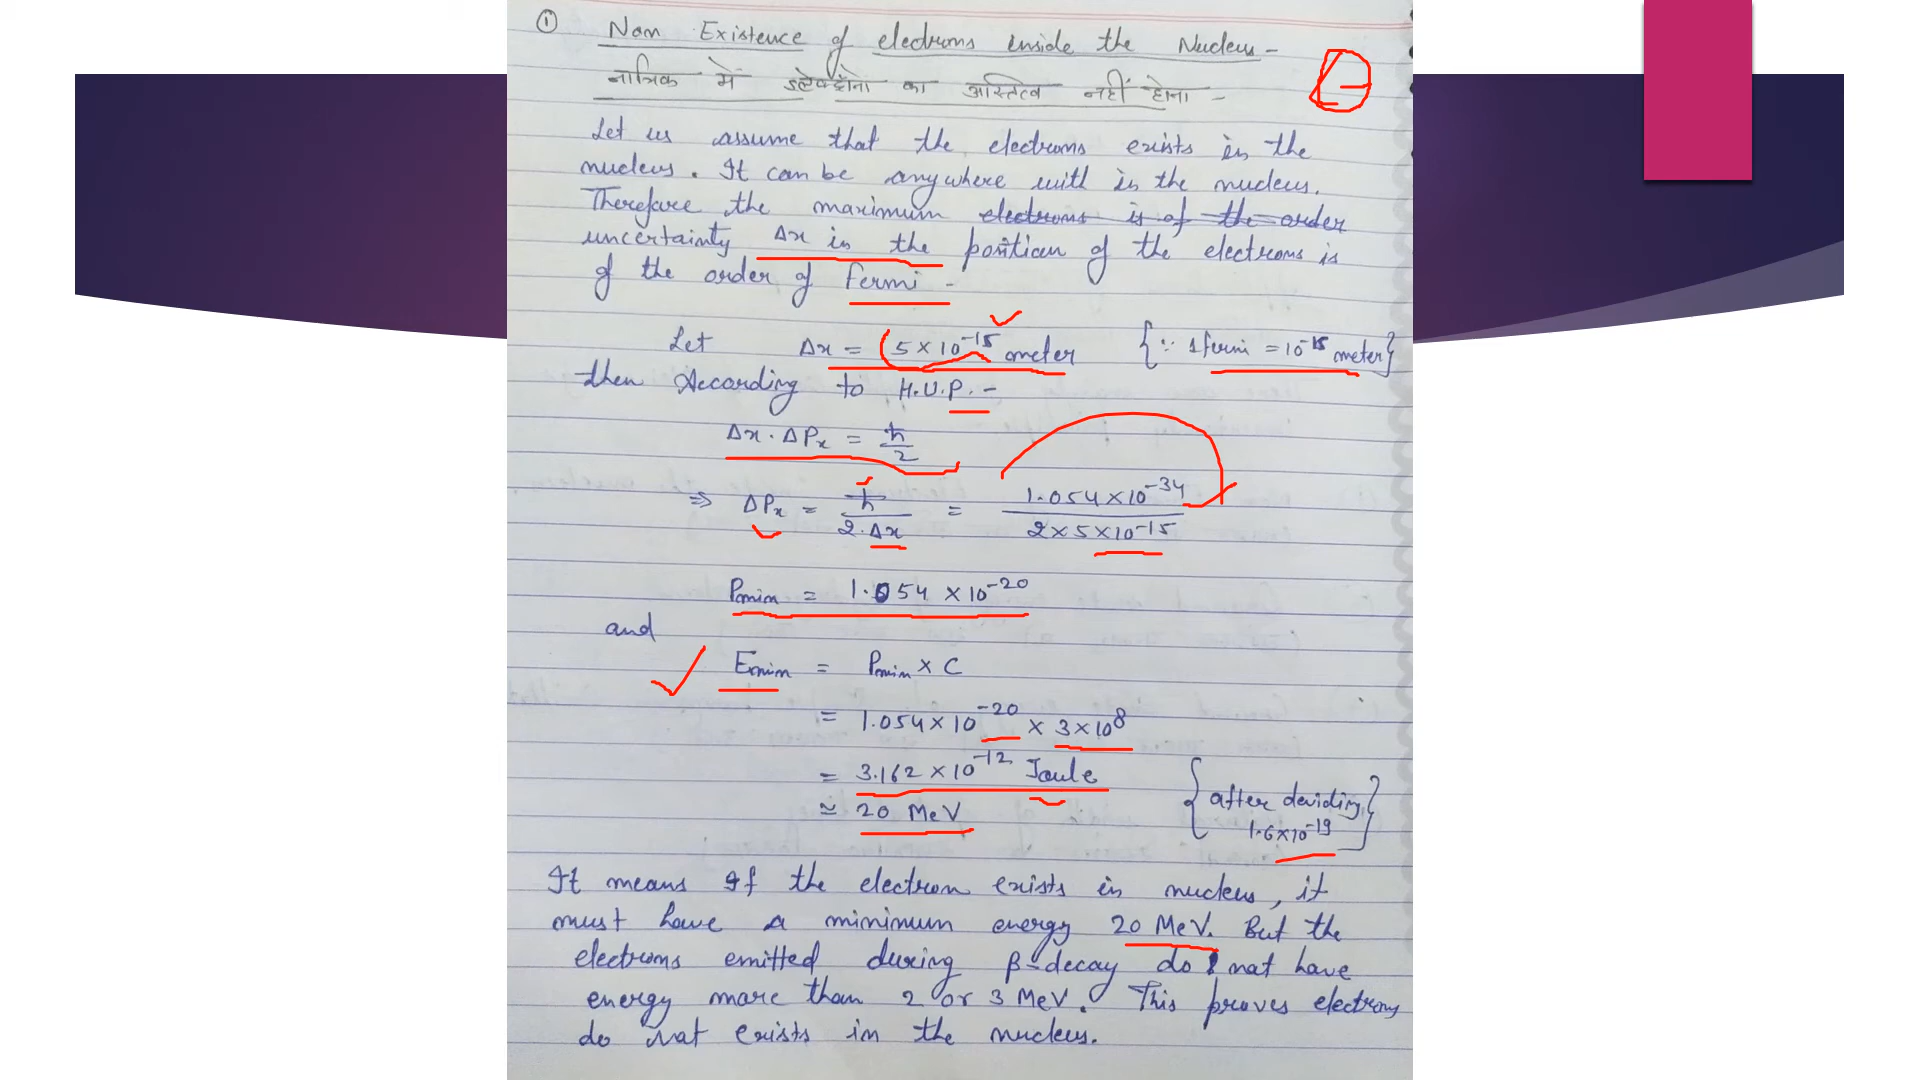 ① Non Existence of electrons inside the Nucleus -
नाभिक में इलेक्ट्रॉनो का अस्तित्व नहीं होना -
Let us assume that the electrons exists in the
nucleus. It can be anywhere with in the nucleus.
Therefore the maximum electrons is of the order
uncertainty Δx in the position of the electrons is
of the order of Fermi -
Let Δx = (5 × 10⁻¹⁵ meter {∵ 1 fermi = 10⁻¹⁵ meter}
then According to H.U.P. -
Δx . ΔPₓ = ħ/2
⇒ ΔPₓ = ħ/2.Δx = 1.054×10⁻³⁴/2×5×10⁻¹⁵
Pmin = 1.054 × 10⁻²⁰
and
Emin = Pmin × C
= 1.054 × 10⁻²⁰ × 3×10⁸
= 3.162 × 10⁻¹² Joule
≃ 20 MeV {after deviding 1.6×10⁻¹⁹}
It means If the electron exists in nucleus, it
must have a minimum energy 20 MeV. But the
electrons emitted during β-decay do not have
energy more than 2 or 3 MeV. This proves electrons
do not exists in the nucleus.